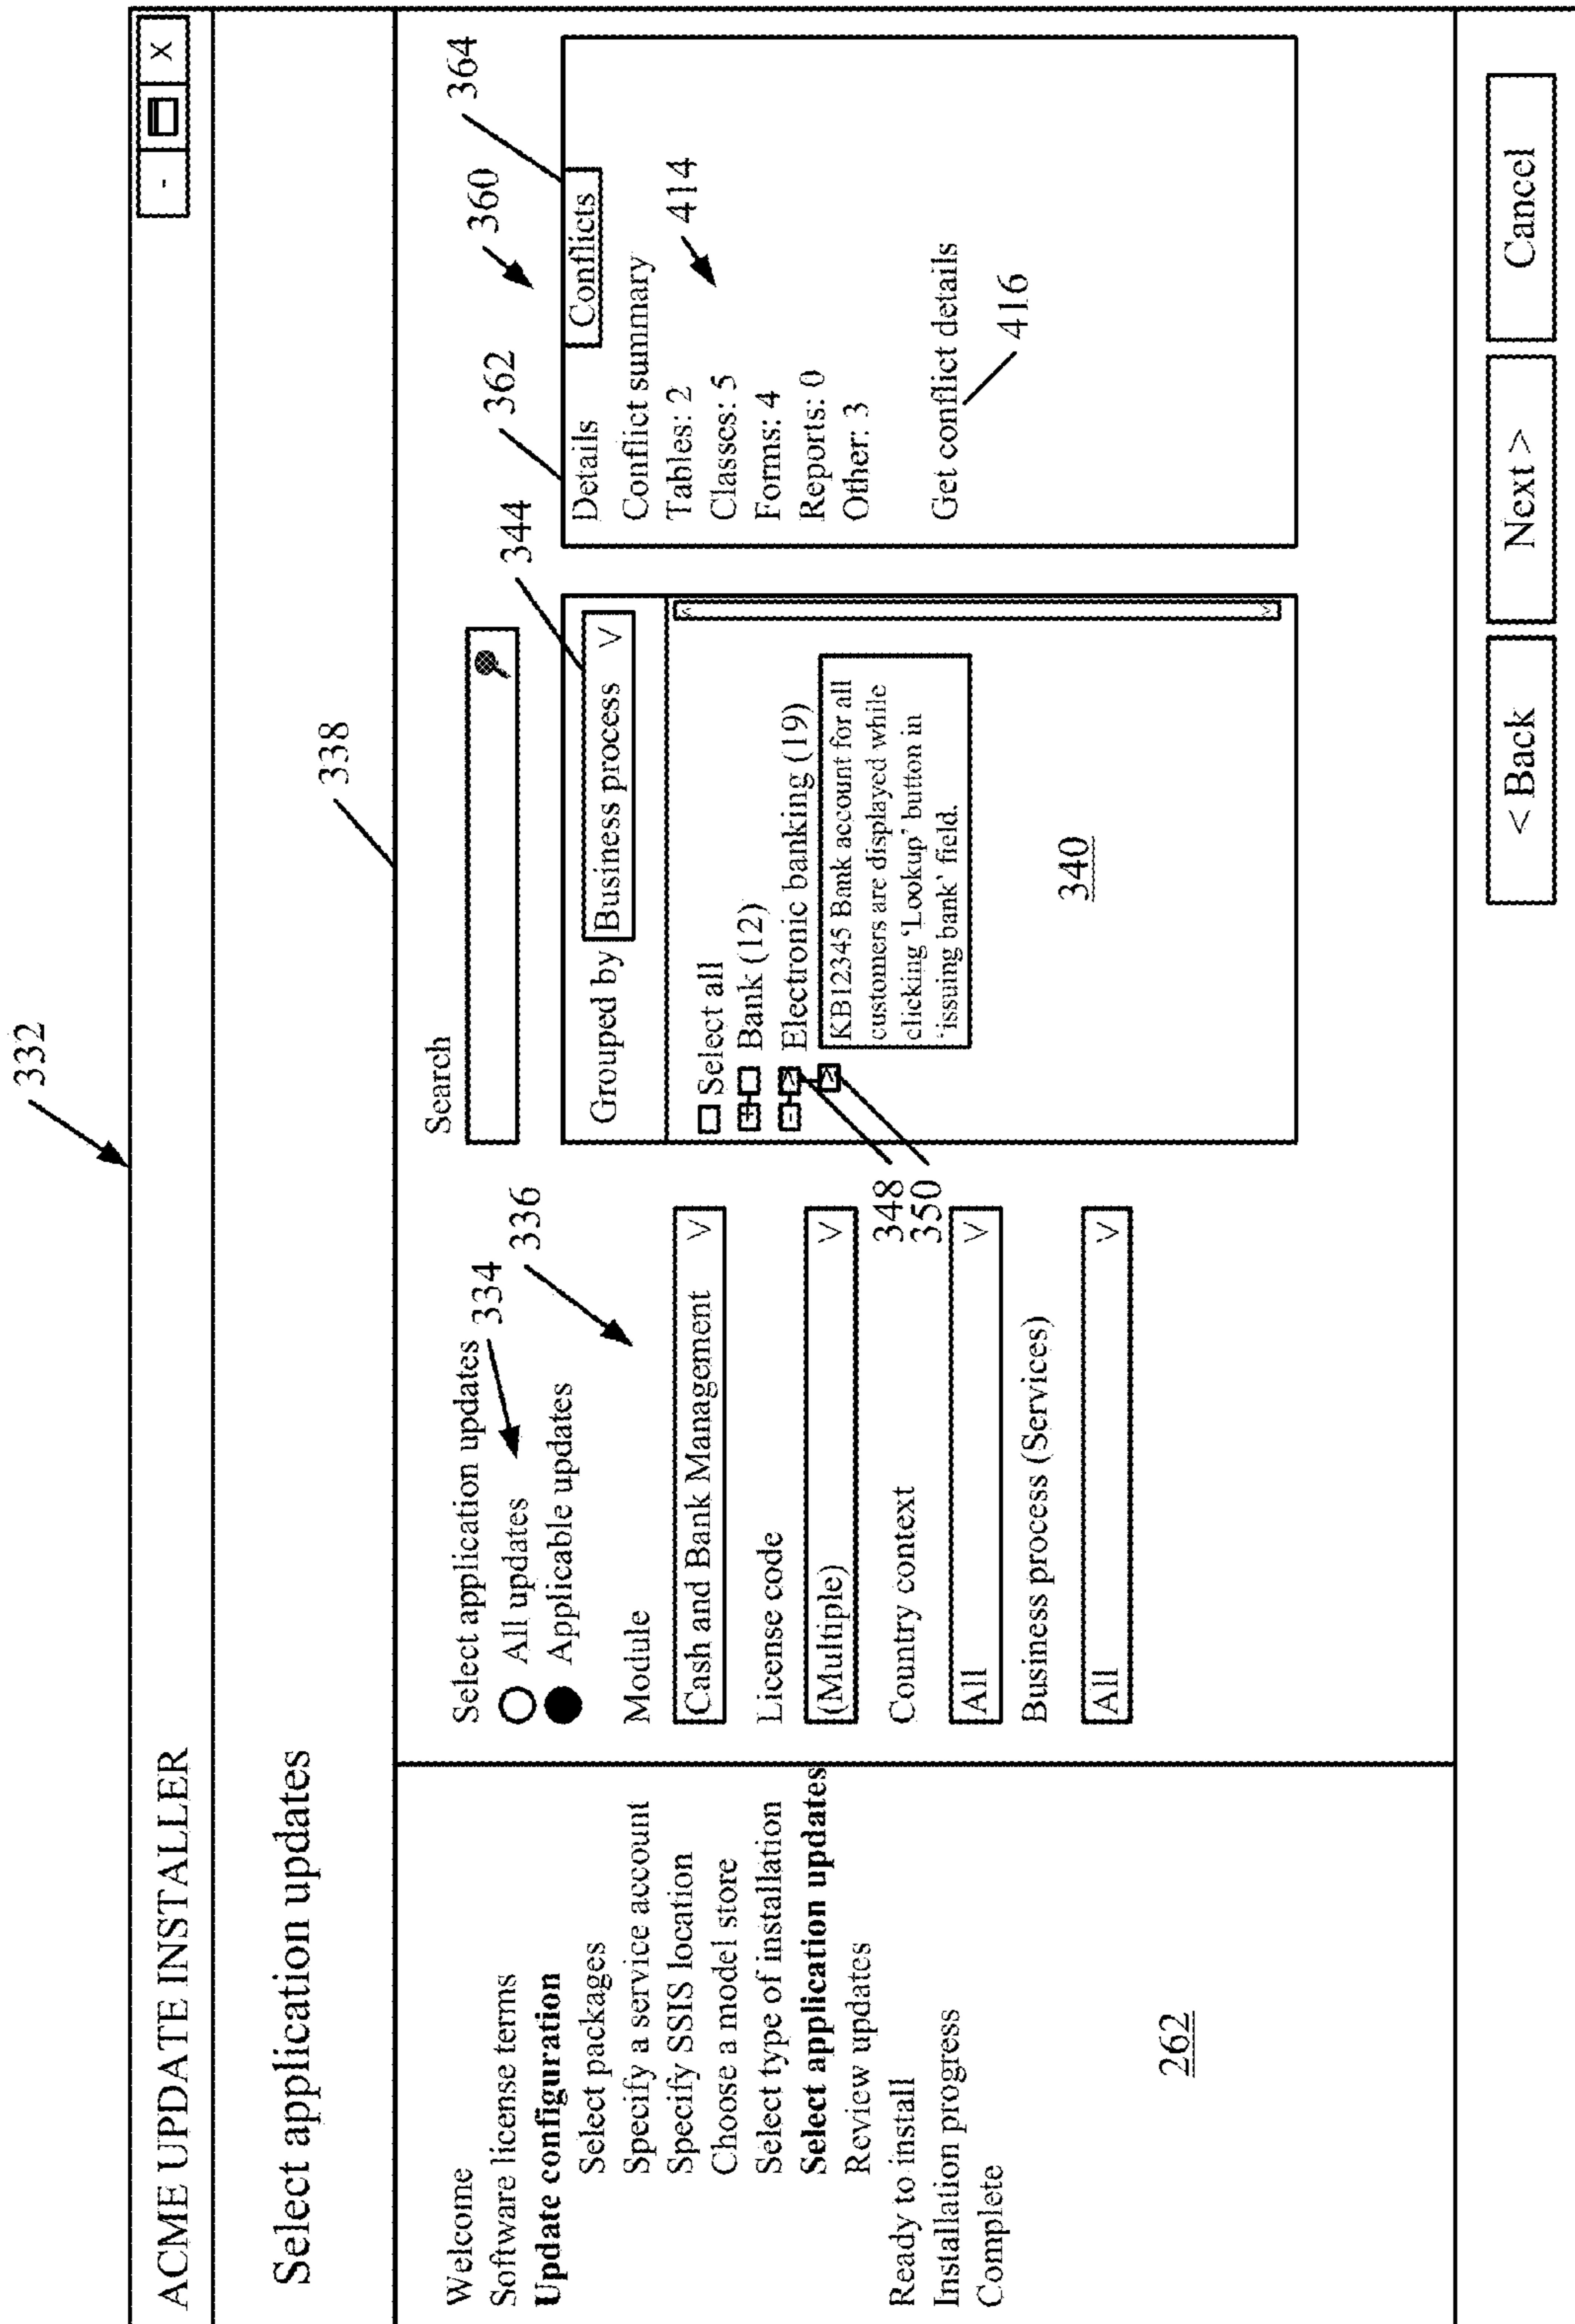 332
ACME UPDATE INSTALLER
- X
Select application updates
338
Welcome
Software license terms
Update configuration
Select packages
Specify a service account
Specify SSIS location
Choose a model store
Select type of installation
Select application updates
Review updates
Ready to install
Installation progress
Complete
262
Select application updates
334
All updates
Applicable updates
336
Module
Cash and Bank Management V
License code
(Multiple) V
Country context
All V
Business process (Services)
All V
348
350
Search
344
Grouped by Business process V
Select all
+ Bank (12)
- Electronic banking (19)
KB12345 Bank account for all
customers are displayed while
clicking ‘Lookup’ button in
‘issuing bank’ field.
340
362
360
364
Details Conflicts
Conflict summary
Tables: 2
Classes: 5
Forms: 4
Reports: 0
Other: 3
414
Get conflict details
416
< Back
Next >
Cancel